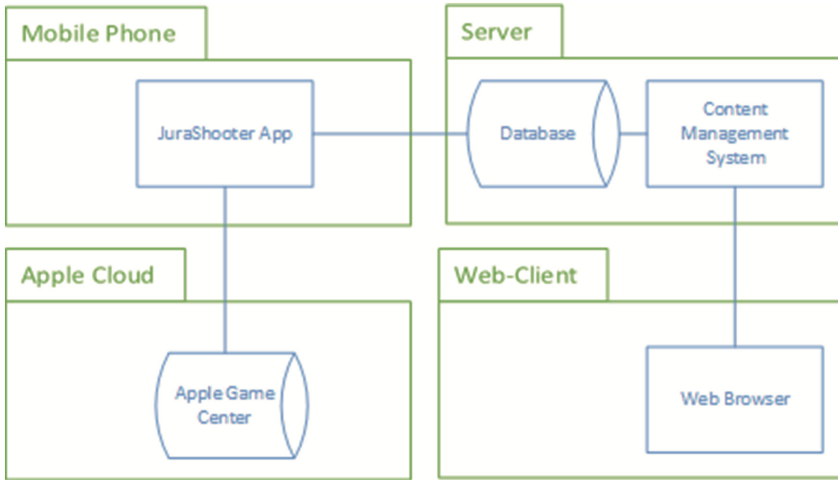 Mobile Phone
Server
JuraShooter App
Database
Content
Management
System
Apple Cloud
Web-Client
Apple Game
Center
Web Browser